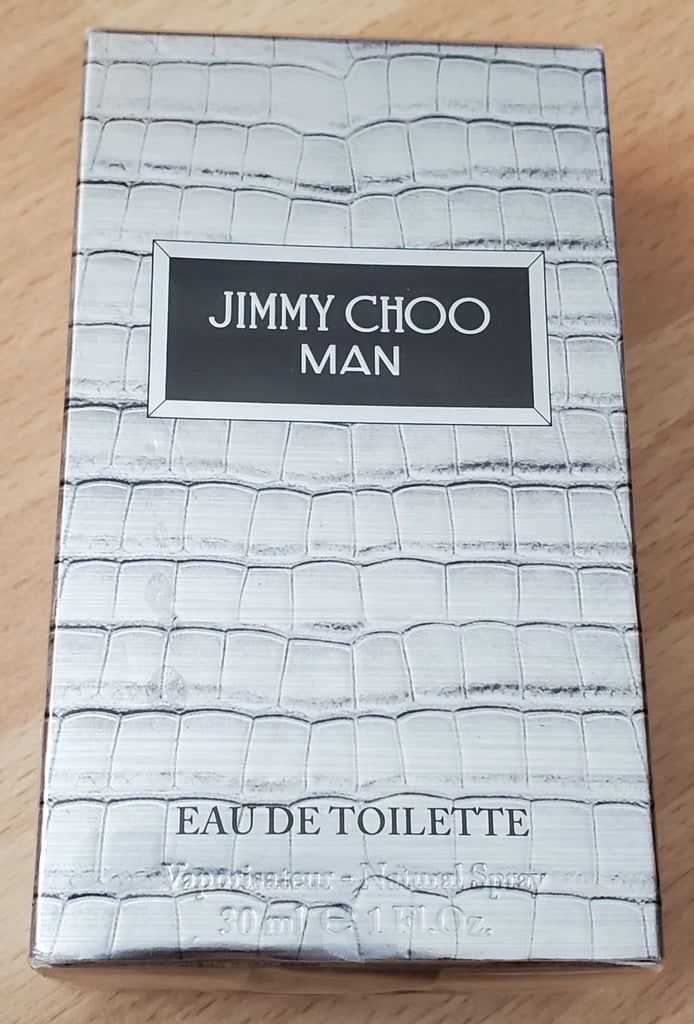 JIMMY CHOO
MAN
EAU DE TOILETTE
Vaporisateur - Natural Spray
30 ml ℮ 1 Fl.Oz.